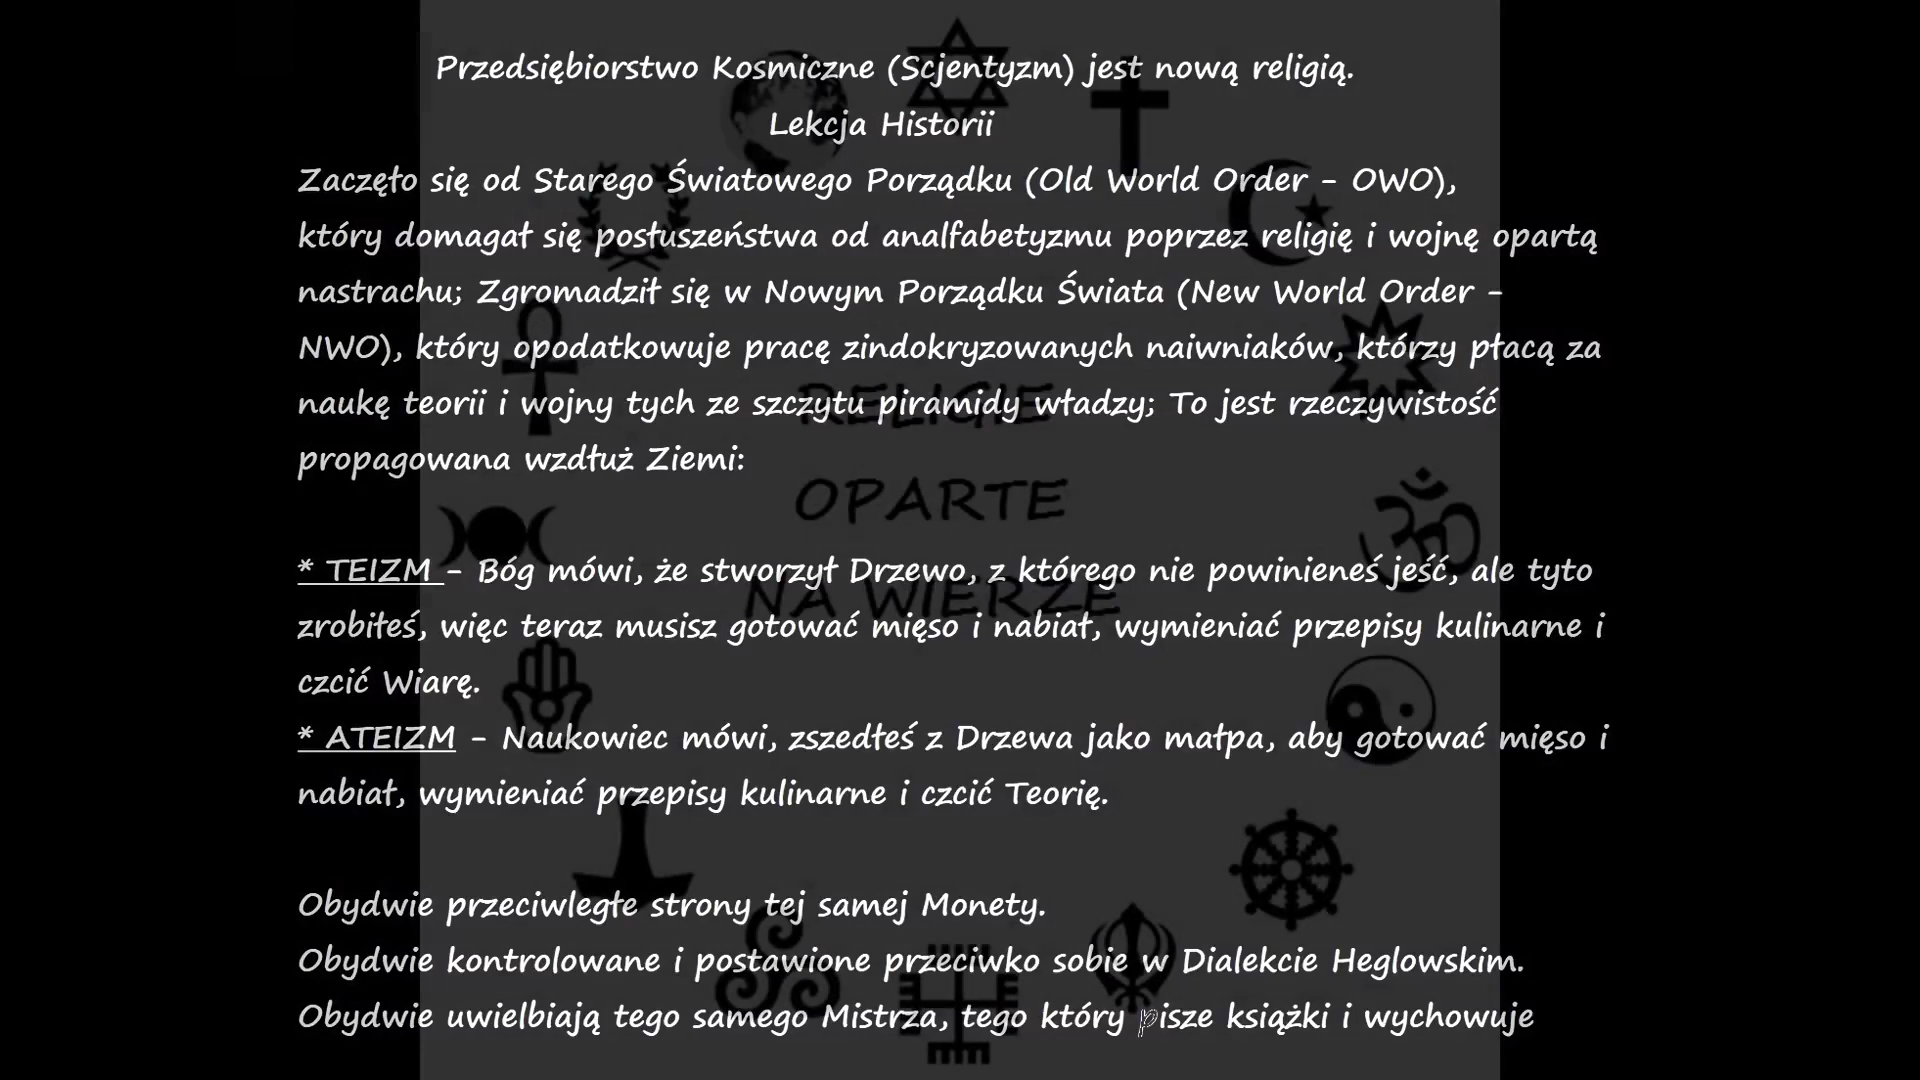 Przedsiębiorstwo Kosmiczne (Scjentyzm) jest nową religią.
Lekcja Historii
Zaczęło się od Starego Światowego Porządku (Old World Order - OWO),
który domagał się posłuszeństwa od analfabetyzmu poprzez religię i wojnę opartą
nastrachu; Zgromadził się w Nowym Porządku Świata (New World Order -
NWO), który opodatkowuje pracę zindokryzowanych naiwniaków, którzy płacą za
naukę teorii i wojny tych ze szczytu piramidy władzy; To jest rzeczywistość
propagowana wzdłuż Ziemi:
RELIGIE
OPARTE
NA WIERZE
* TEIZM - Bóg mówi, że stworzył Drzewo, z którego nie powinieneś jeść, ale tyto
zrobiłeś, więc teraz musisz gotować mięso i nabiał, wymieniać przepisy kulinarne i
czcić Wiarę.
* ATEIZM - Naukowiec mówi, zszedłeś z Drzewa jako małpa, aby gotować mięso i
nabiał, wymieniać przepisy kulinarne i czcić Teorię.
Obydwie przeciwległe strony tej samej Monety.
Obydwie kontrolowane i postawione przeciwko sobie w Dialekcie Heglowskim.
Obydwie uwielbiają tego samego Mistrza, tego który pisze książki i wychowuje